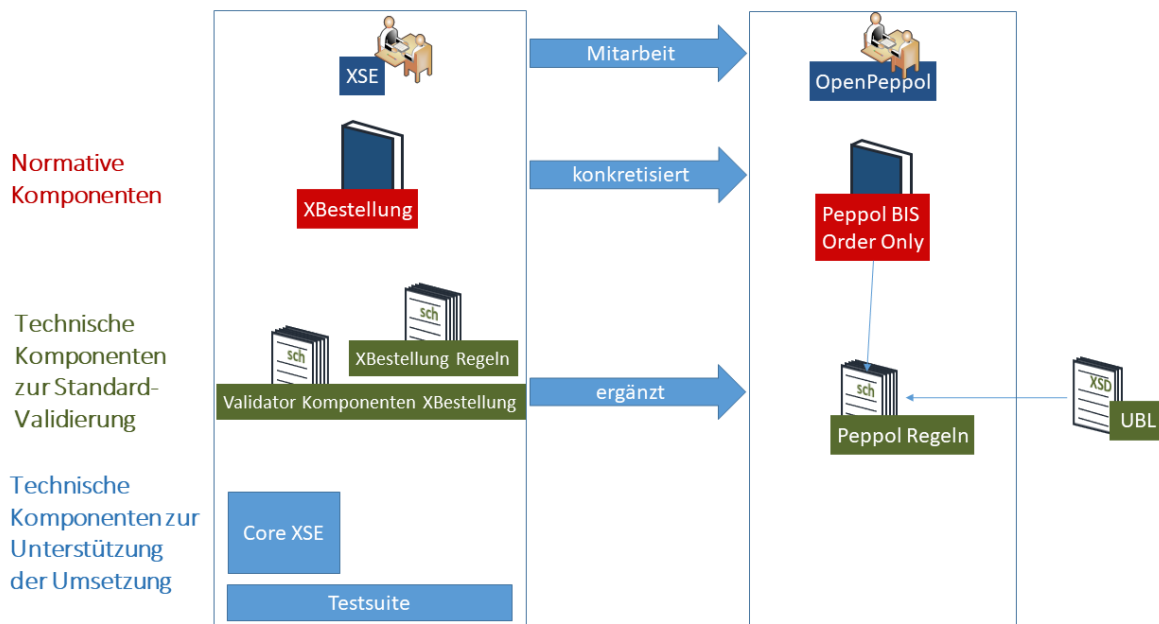 XSE
Mitarbeit
OpenPeppol
Normative
Komponenten
XBestellung
konkretisiert
Peppol BIS
Order Only
Technische
Komponenten
zur Standard-
Validierung
sch
XBestellung Regeln
sch
Validator Komponenten XBestellung
ergänzt
sch
Peppol Regeln
XSD
UBL
Technische
Komponenten zur
Unterstützung
der Umsetzung
Core XSE
Testsuite